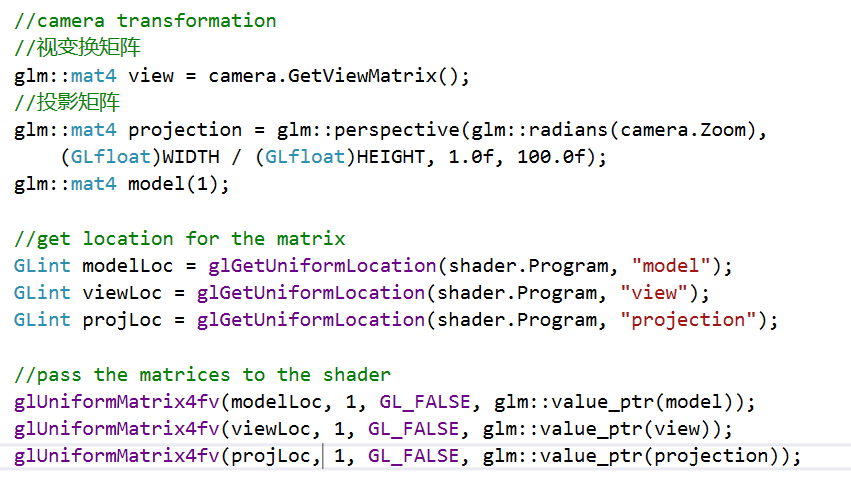 //camera transformation
//视变换矩阵
glm::mat4 view = camera.GetViewMatrix();
//投影矩阵
glm::mat4 projection = glm::perspective(glm::radians(camera.Zoom),
    (GLfloat)WIDTH / (GLfloat)HEIGHT, 1.0f, 100.0f);
glm::mat4 model(1);

//get location for the matrix
GLint modelLoc = glGetUniformLocation(shader.Program, "model");
GLint viewLoc = glGetUniformLocation(shader.Program, "view");
GLint projLoc = glGetUniformLocation(shader.Program, "projection");

//pass the matrices to the shader
glUniformMatrix4fv(modelLoc, 1, GL_FALSE, glm::value_ptr(model));
glUniformMatrix4fv(viewLoc, 1, GL_FALSE, glm::value_ptr(view));
glUniformMatrix4fv(projLoc, 1, GL_FALSE, glm::value_ptr(projection));